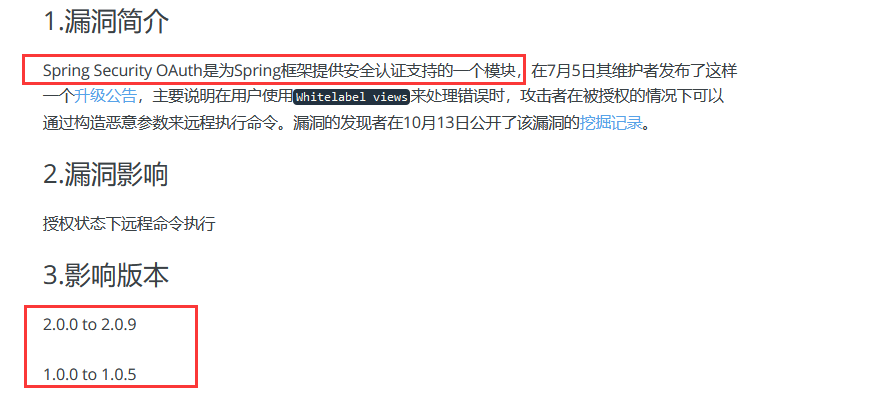 1.漏洞简介
Spring Security OAuth是为Spring框架提供安全认证支持的一个模块，在7月5日其维护者发布了这样
一个升级公告，主要说明在用户使用Whitelabel views来处理错误时，攻击者在被授权的情况下可以
通过构造恶意参数来远程执行命令。漏洞的发现者在10月13日公开了该漏洞的挖掘记录。
2.漏洞影响
授权状态下远程命令执行
3.影响版本
2.0.0 to 2.0.9
1.0.0 to 1.0.5